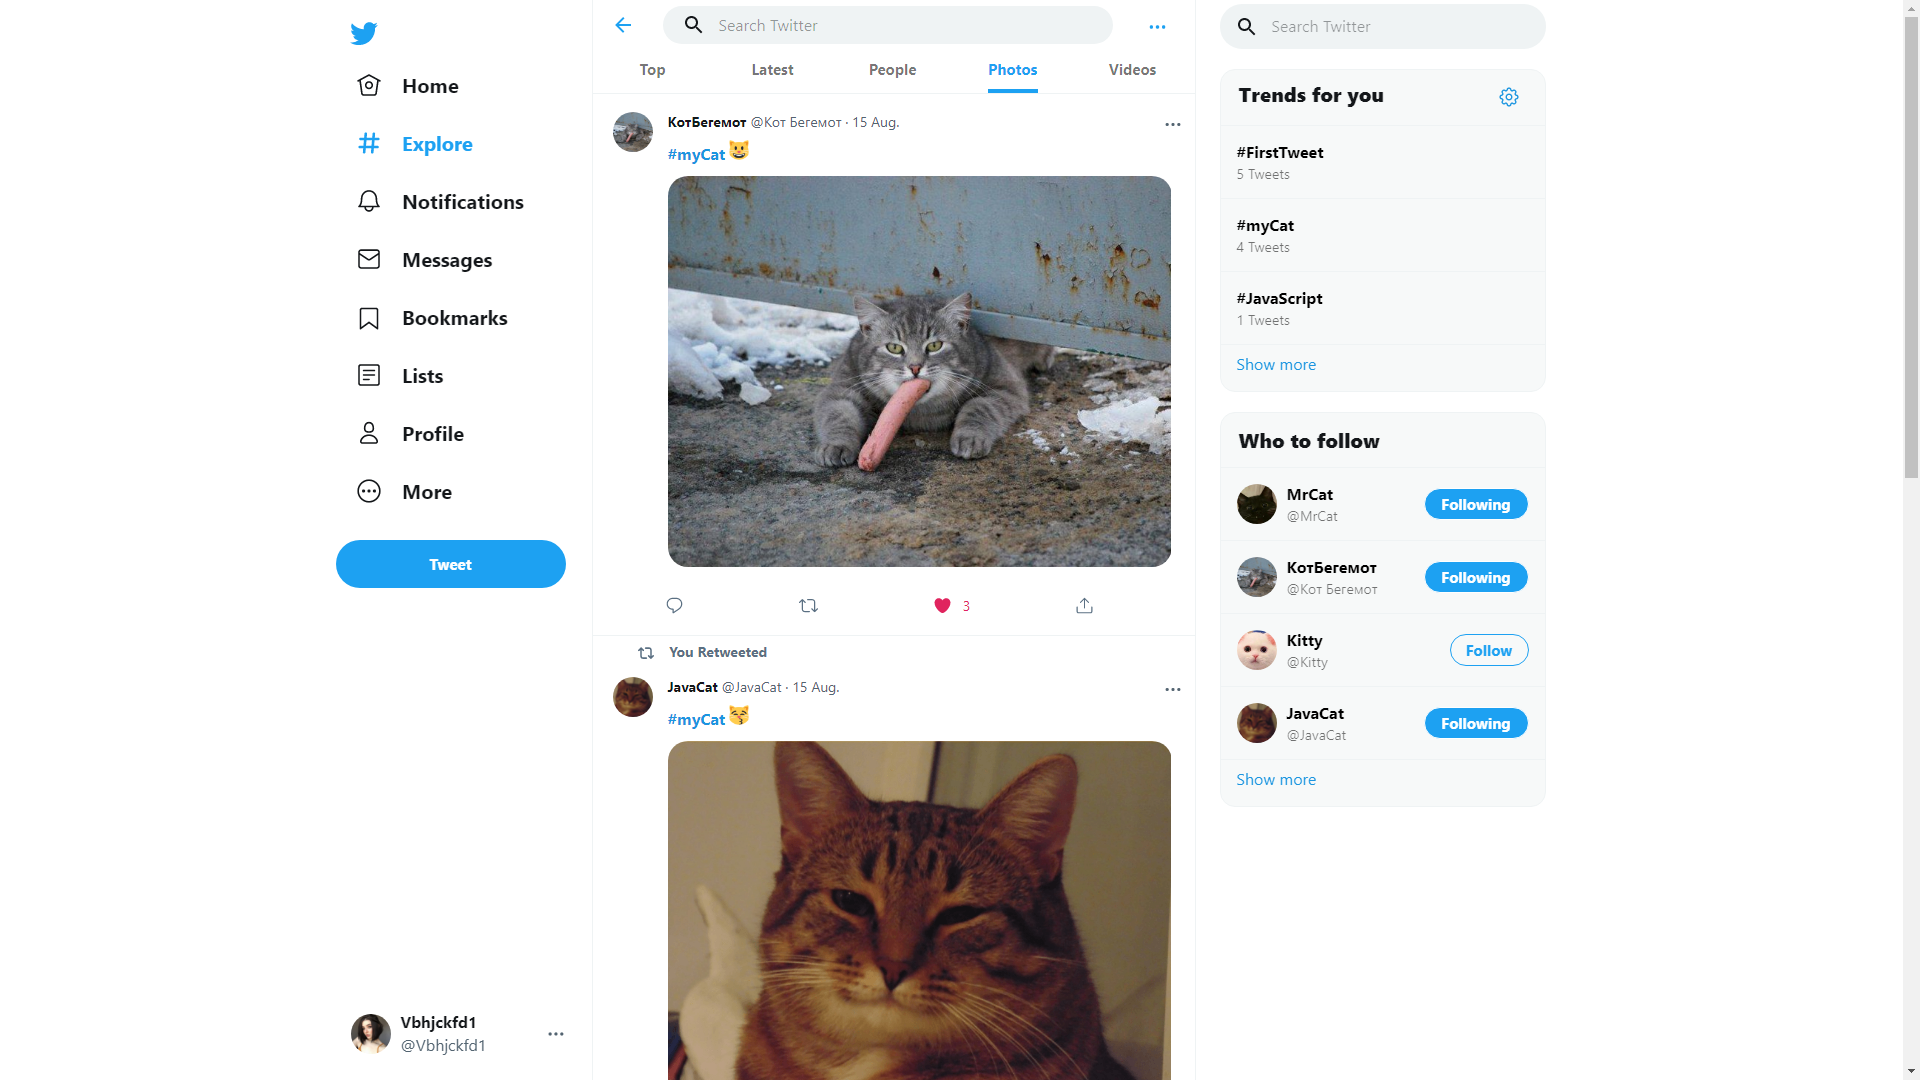 Home
Explore
Notifications
Messages
Bookmarks
Lists
Profile
More
Tweet
Vbhjckfd1
@Vbhjckfd1
Search Twitter
Top Latest People Photos Videos
КотБегемот @Кот Бегемот · 15 Aug.
#myCat
3
You Retweeted
JavaCat @JavaCat · 15 Aug.
#myCat
Search Twitter
Trends for you
#FirstTweet
5 Tweets
#myCat
4 Tweets
#JavaScript
1 Tweets
Show more
Who to follow
MrCat
@MrCat
Following
КотБегемот
@Кот Бегемот
Following
Kitty
@Kitty
Follow
JavaCat
@JavaCat
Following
Show more